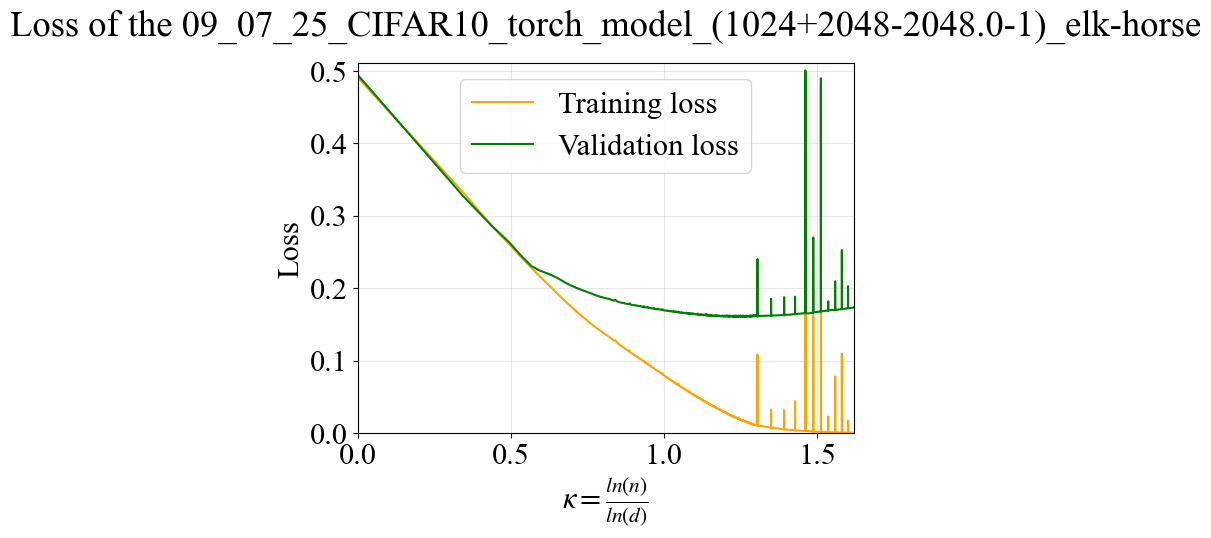 Loss of the 09_07_25_CIFAR10_torch_model_(1024+2048-2048.0-1)_elk-horse
Training loss
Validation loss
Loss
0.5
0.4
0.3
0.2
0.1
0.0
0.0 0.5 1.0 1.5
κ = ln(n) / ln(d)